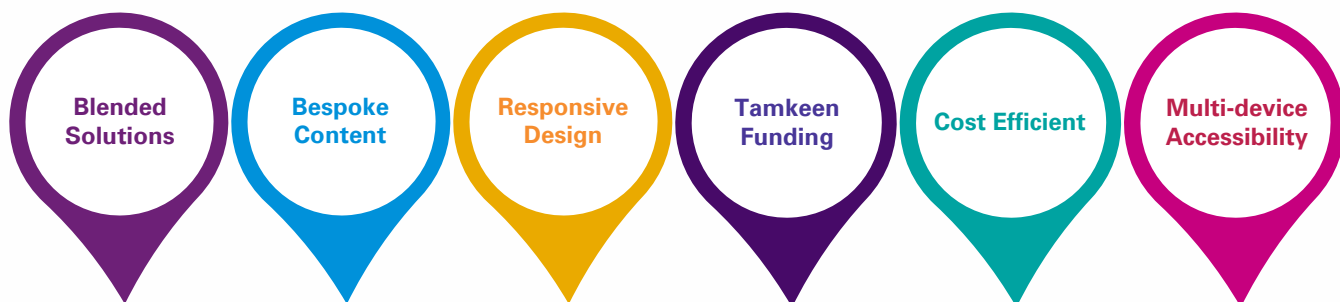 Blended
Solutions
Bespoke
Content
Responsive
Design
Tamkeen
Funding
Cost Efficient
Multi-device
Accessibility